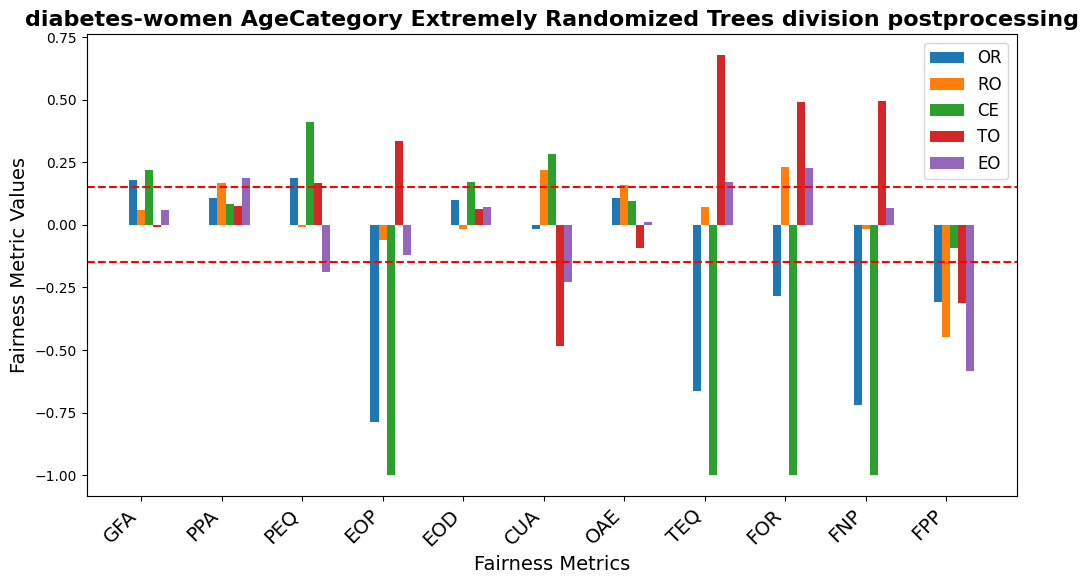 diabetes-women AgeCategory Extremely Randomized Trees division postprocessing
0.75
0.50
0.25
0.00
−0.25
−0.50
−0.75
−1.00
Fairness Metric Values
OR
RO
CE
TO
EO
GFA
PPA
PEQ
EOP
EOD
CUA
OAE
TEQ
FOR
FNP
FPP
Fairness Metrics